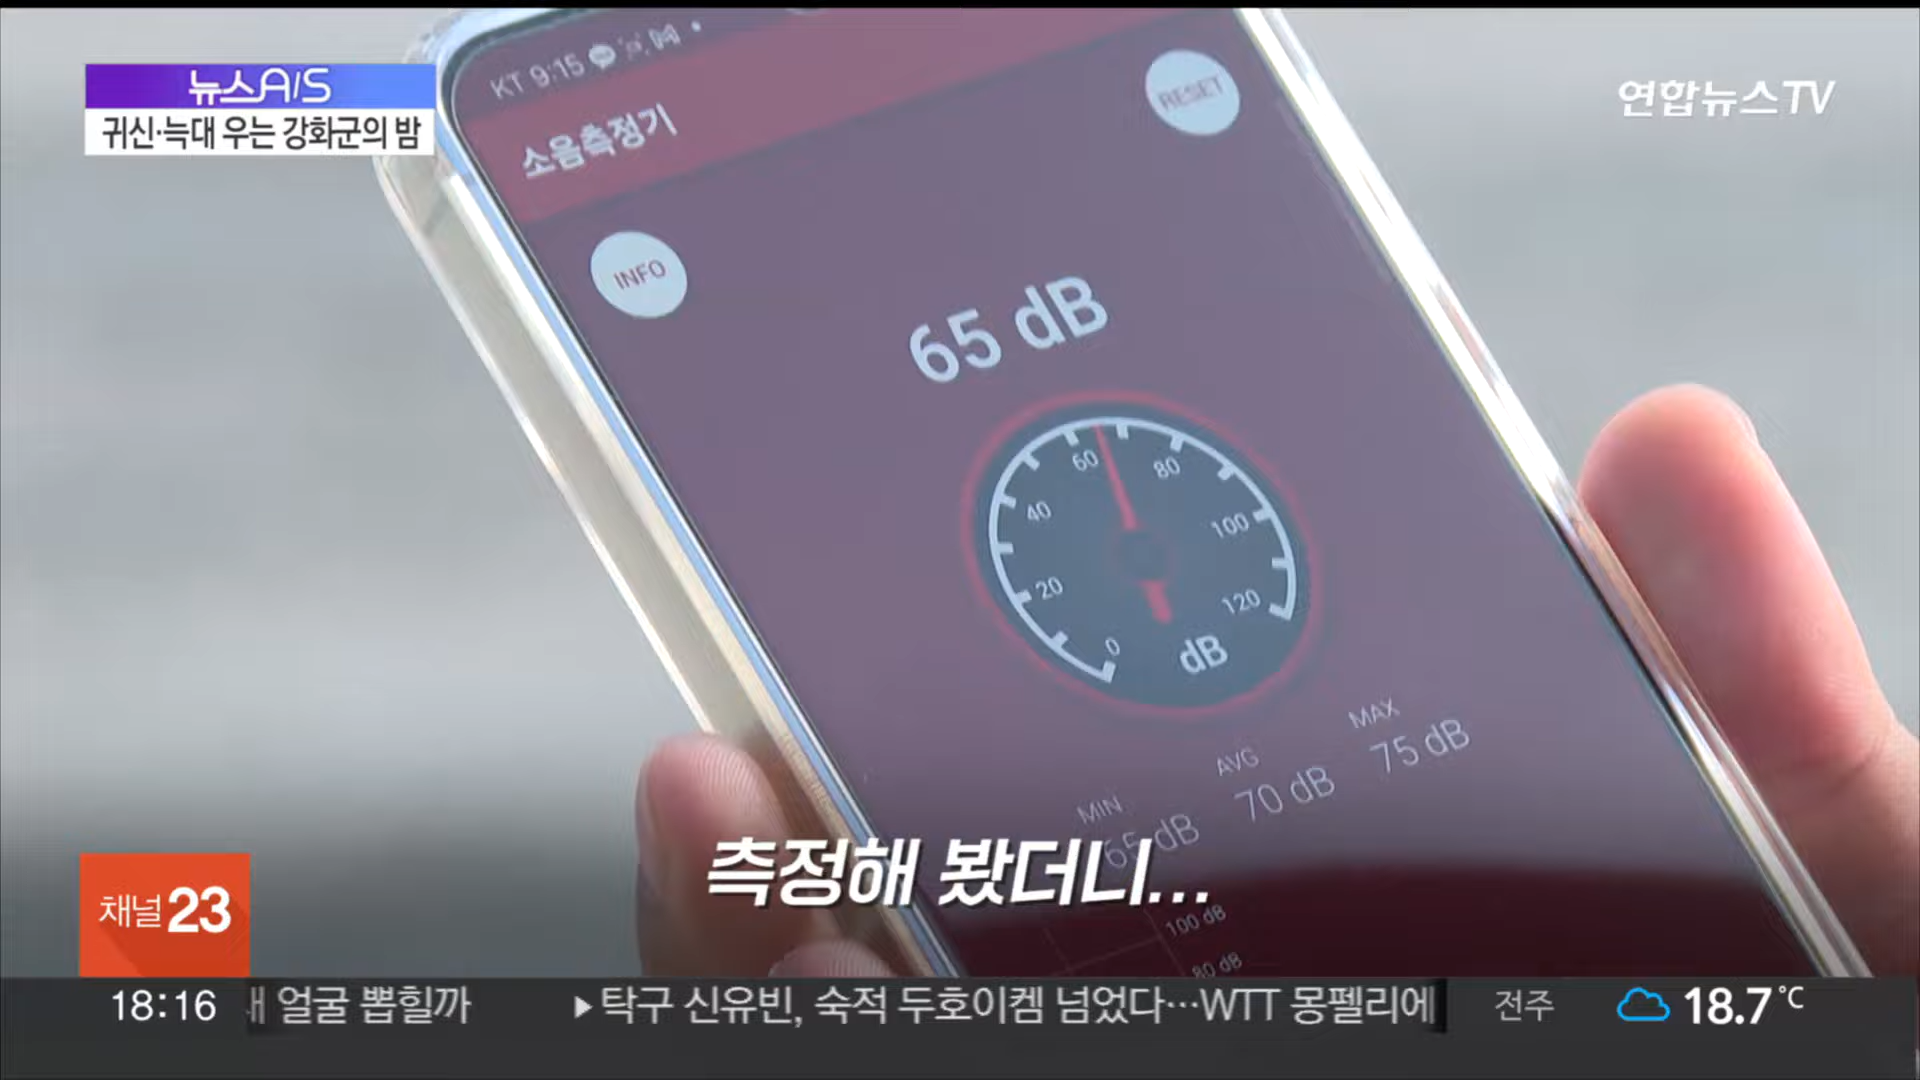 뉴스A/S
귀신·늑대 우는 강화군의 밤
연합뉴스TV
KT 9:15
소음측정기
RESET
INFO
65 dB
0 20 40 60 80 100 120
dB
MIN AVG MAX
65 dB 70 dB 75 dB
100 dB
80 dB
측정해 봤더니...
채널 23
18:16 얼굴 뽑힐까 ▶탁구 신유빈, 숙적 두호이켐 넘었다…WTT 몽펠리에 전주 18.7℃